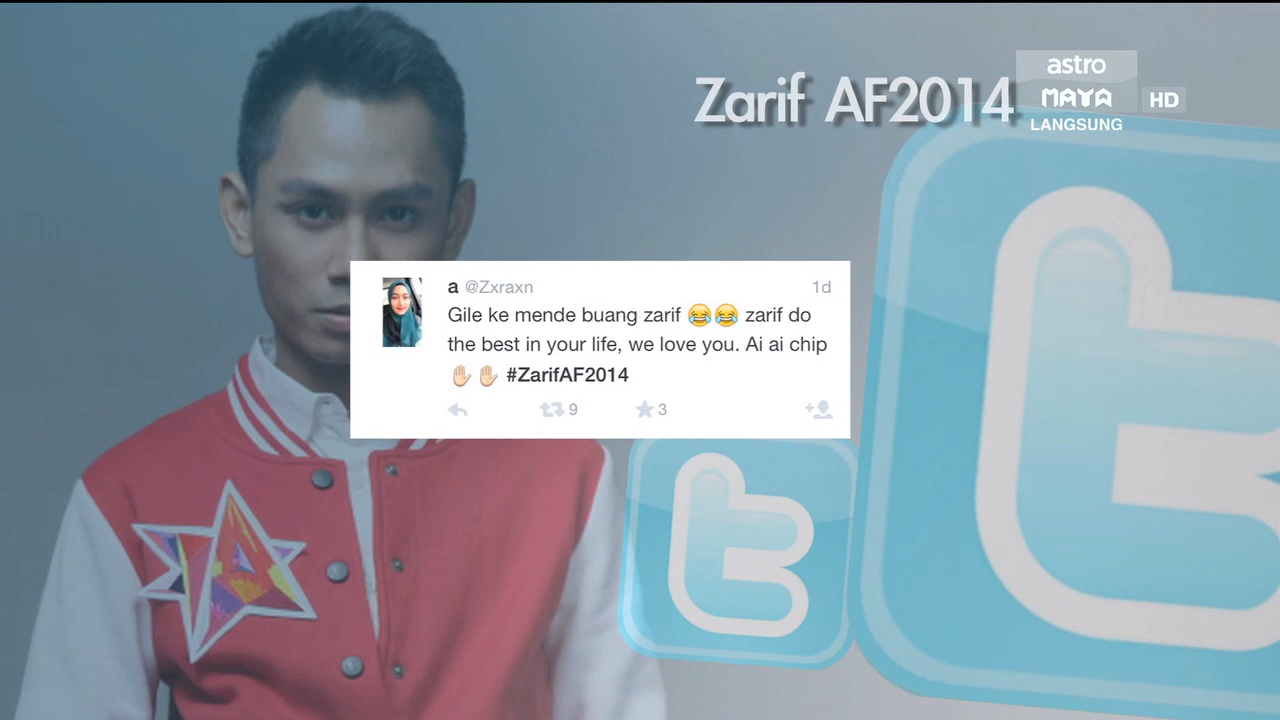 Zarif AF2014
astro
MAYA HD
LANGSUNG
a @Zxraxn 1d
Gile ke mende buang zarif 😂😂 zarif do
the best in your life, we love you. Ai ai chip
✋✋ #ZarifAF2014
9 3